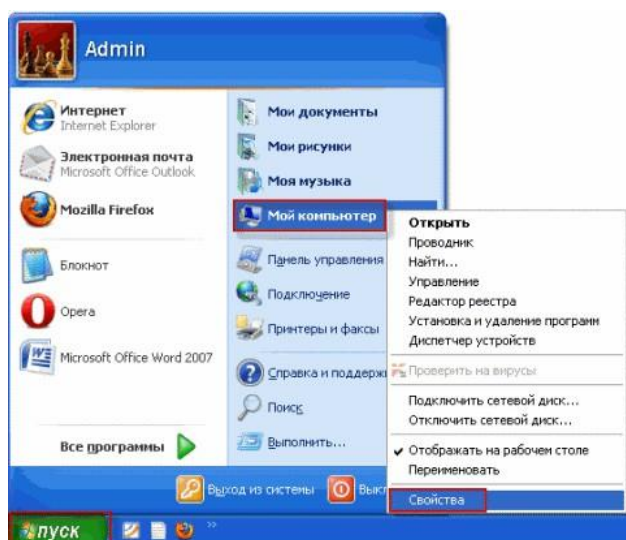 Admin
Интернет
Internet Explorer
Электронная почта
Microsoft Office Outlook
Mozilla Firefox
Блокнот
Opera
Microsoft Office Word 2007
Все программы
Мои документы
Мои рисунки
Моя музыка
Мой компьютер
Панель управления
Подключение
Принтеры и факсы
Справка и поддержк
Поиск
Выполнить...
Открыть
Проводник
Найти...
Управление
Редактор реестра
Установка и удаление программ
Диспетчер устройств
Проверить на вирусы
Подключить сетевой диск...
Отключить сетевой диск...
Отображать на рабочем столе
Переименовать
Свойства
Выход из системы
Выкл
пуск